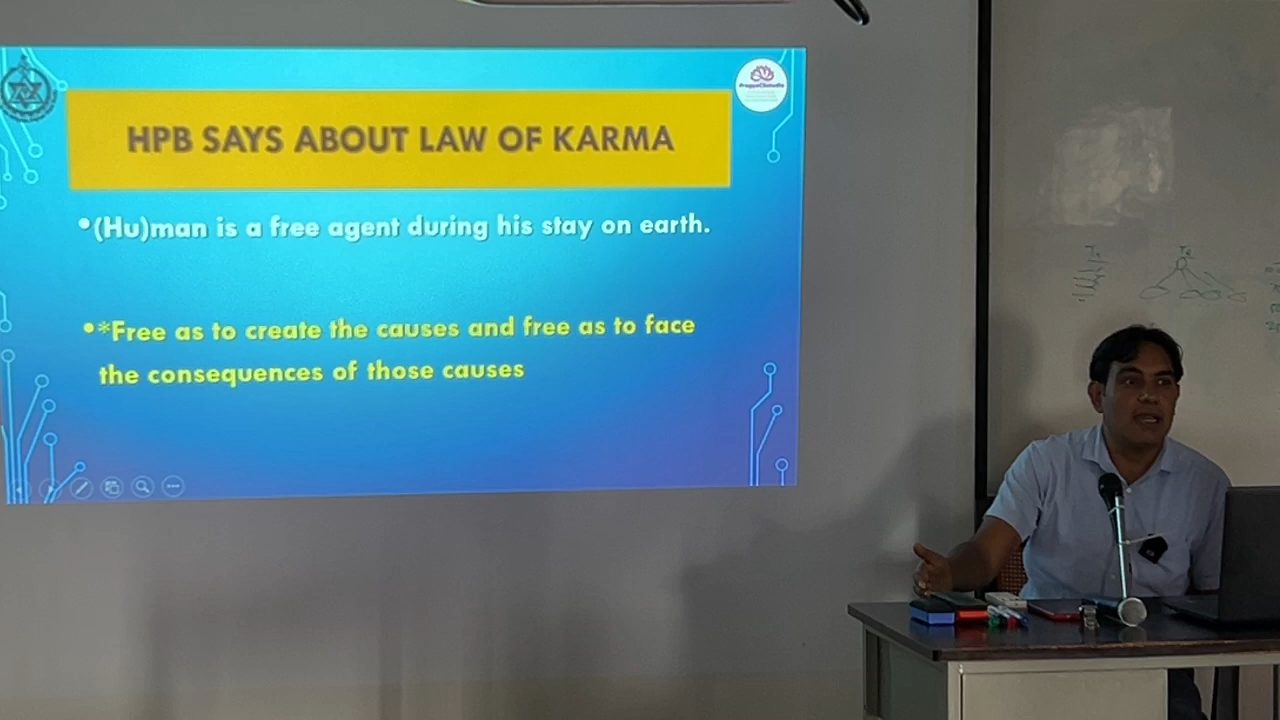 HPB SAYS ABOUT LAW OF KARMA
•(Hu)man is a free agent during his stay on earth.
•*Free as to create the causes and free as to face
the consequences of those causes